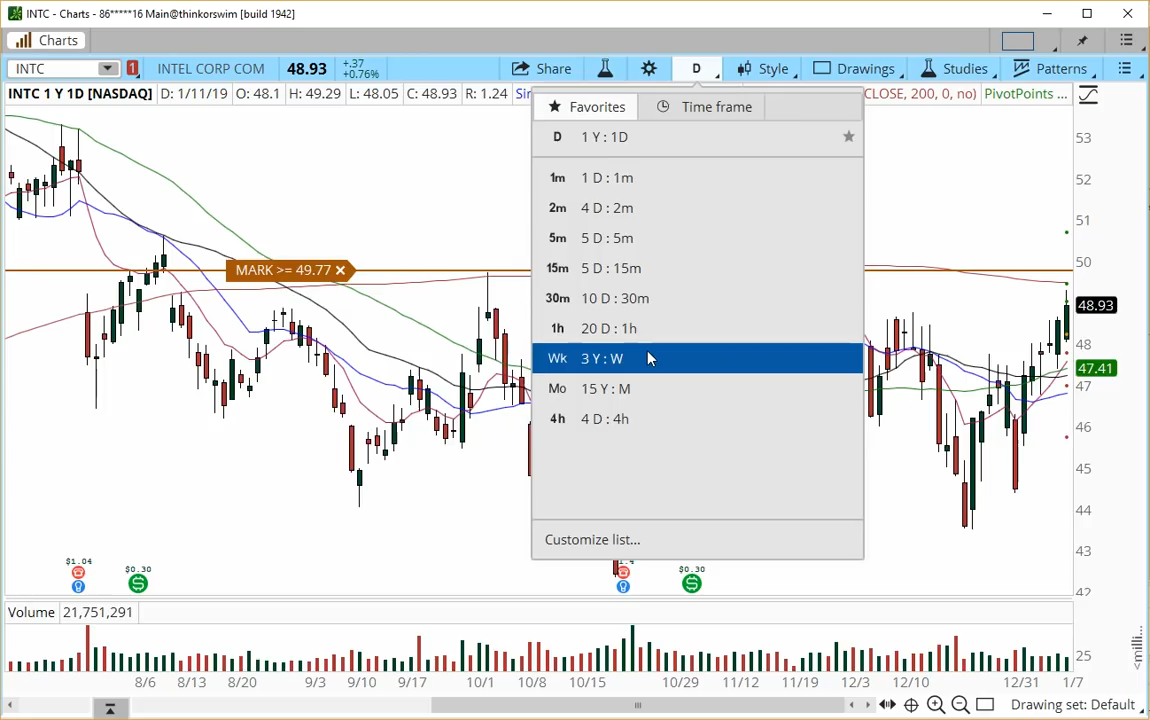 INTC - Charts - 86*****16 Main@thinkorswim [build 1942]
Charts
INTC 1 INTEL CORP COM 48.93 +.37 +0.76% Share D Style Drawings Studies Patterns
INTC 1 Y 1D [NASDAQ] D: 1/11/19 O: 48.1 H: 49.29 L: 48.05 C: 48.93 R: 1.24 CLOSE, 200, 0, no) PivotPoints ...
Favorites Time frame
D 1 Y : 1D
1m 1 D : 1m
2m 4 D : 2m
5m 5 D : 5m
15m 5 D : 15m
30m 10 D : 30m
1h 20 D : 1h
Wk 3 Y : W
Mo 15 Y : M
4h 4 D : 4h
Customize list...
MARK >= 49.77
53
52
51
50
48.93
48
47.41
47
46
45
44
43
42
$1.04 $0.30 $0.30
Volume 21,751,291
25
8/6 8/13 8/20 9/3 9/10 9/17 10/1 10/8 10/15 10/29 11/12 11/19 12/10 12/31 1/7
Drawing set: Default